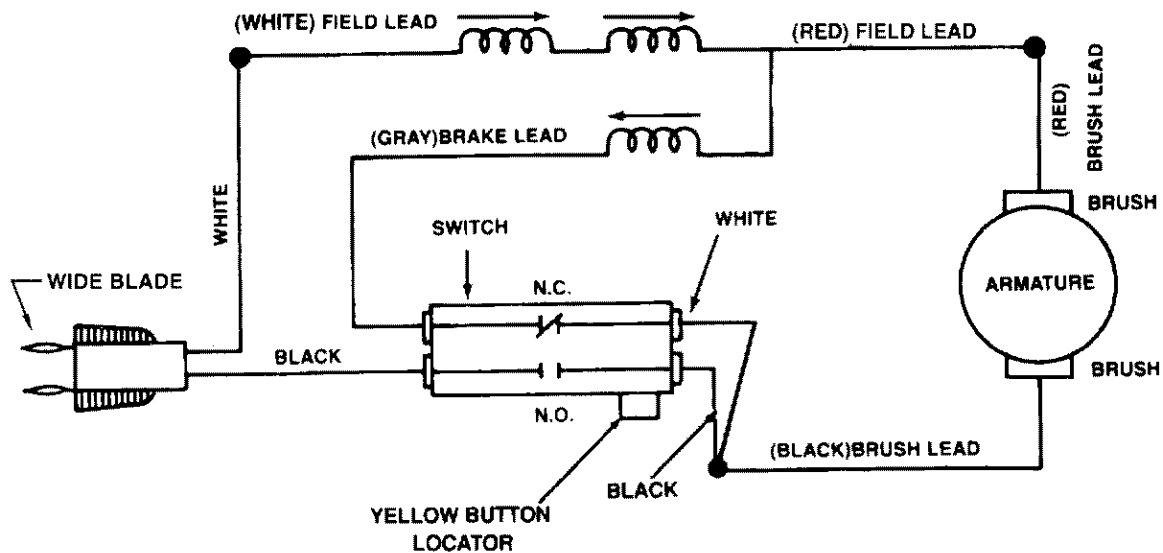 (WHITE) FIELD LEAD
(RED) FIELD LEAD
(RED)
BRUSH LEAD
(GRAY)BRAKE LEAD
WHITE
BRUSH
SWITCH
WHITE
WIDE BLADE
N.C.
ARMATURE
BLACK
BRUSH
N.O.
(BLACK)BRUSH LEAD
BLACK
YELLOW BUTTON
LOCATOR